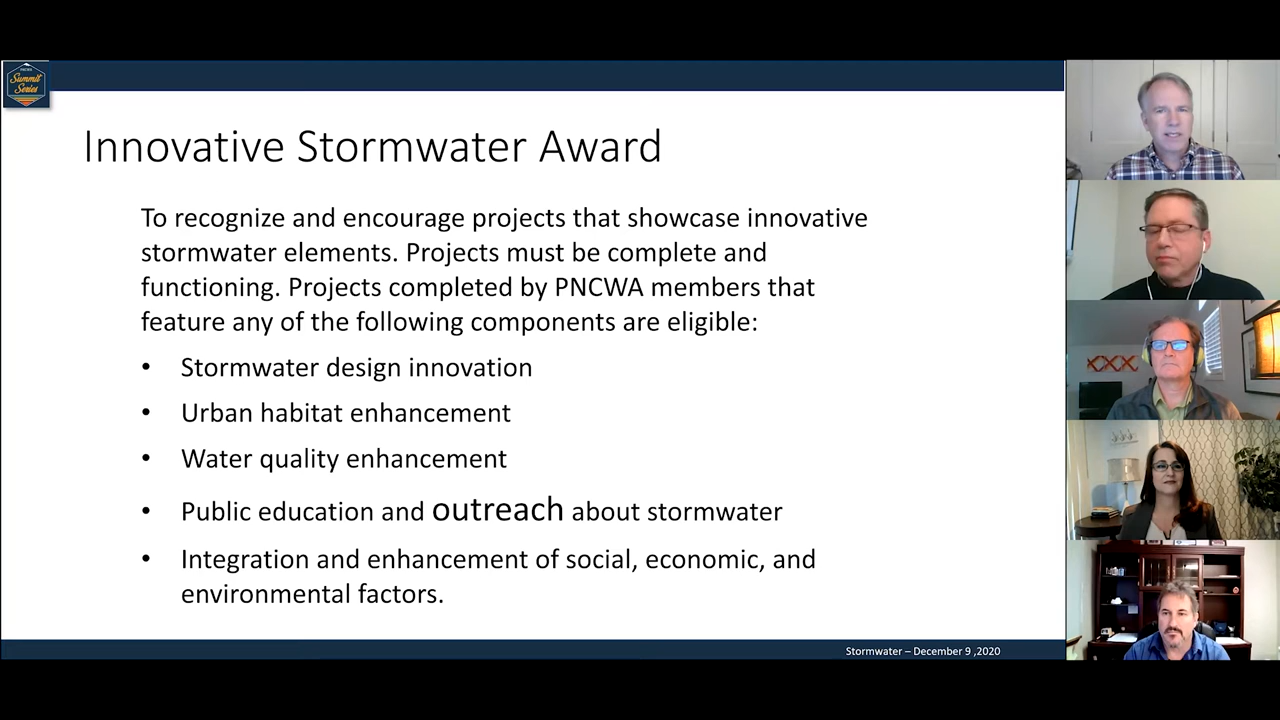 PNCWA
Summit
Series
Innovative Stormwater Award
To recognize and encourage projects that showcase innovative
stormwater elements. Projects must be complete and
functioning. Projects completed by PNCWA members that
feature any of the following components are eligible:
• Stormwater design innovation
• Urban habitat enhancement
• Water quality enhancement
• Public education and outreach about stormwater
• Integration and enhancement of social, economic, and
environmental factors.
Stormwater – December 9 ,2020